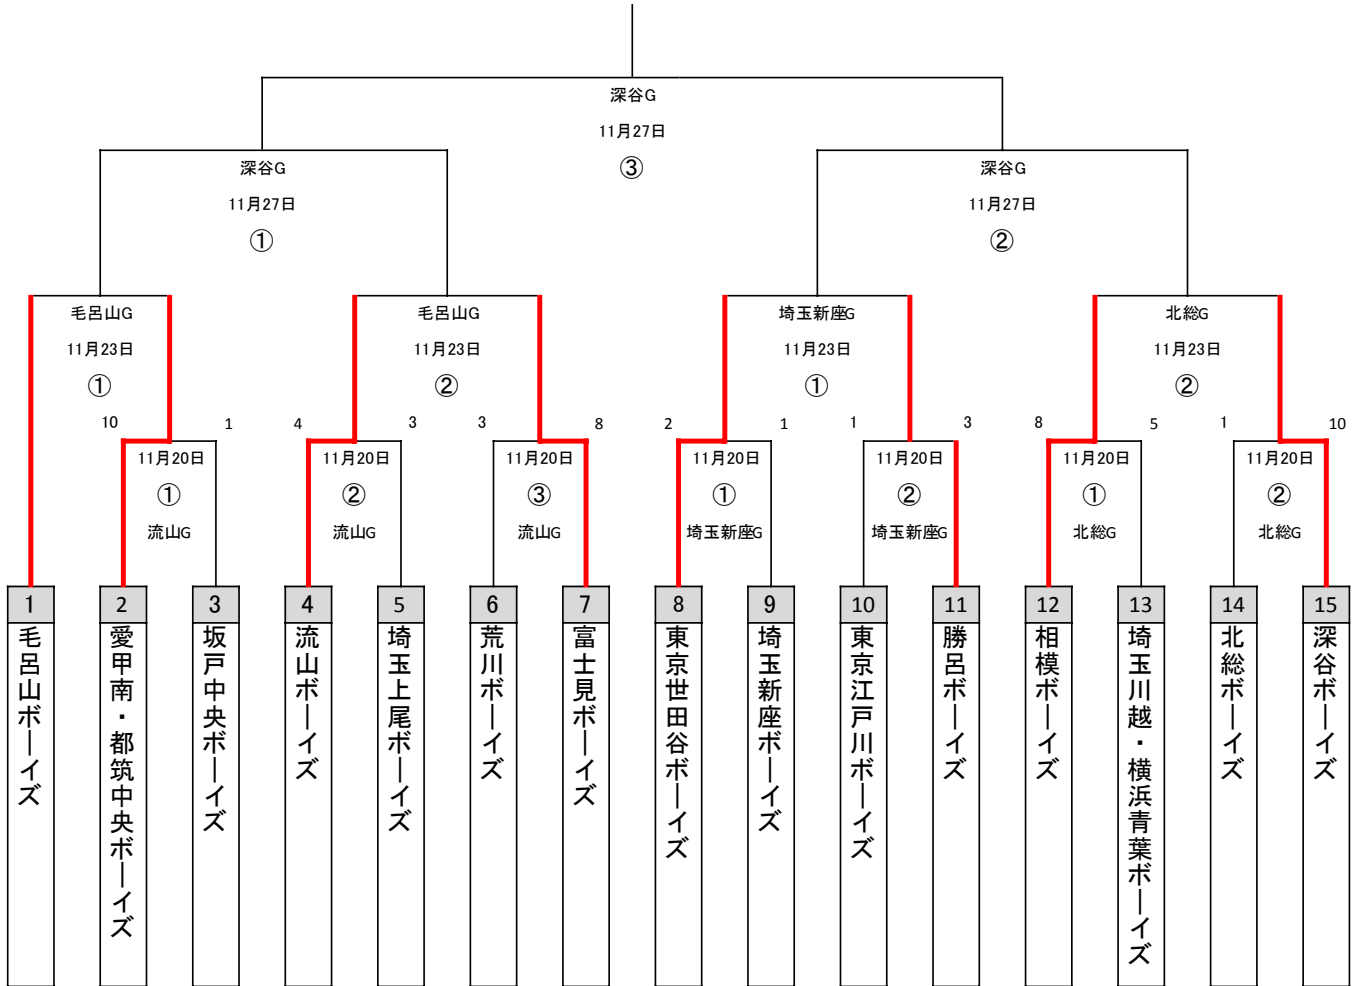 深谷G
11月27日
③
深谷G
11月27日
①
深谷G
11月27日
②
毛呂山G
11月23日
①
毛呂山G
11月23日
②
埼玉新座G
11月23日
①
北総G
11月23日
②
10 1 4 3 3 8 2 1 1 3 8 5 1 10
11月20日
①
流山G
11月20日
②
流山G
11月20日
③
流山G
11月20日
①
埼玉新座G
11月20日
②
埼玉新座G
11月20日
①
北総G
11月20日
②
北総G
1
毛呂山ボーイズ
2
愛甲南・都筑中央ボーイズ
3
坂戸中央ボーイズ
4
流山ボーイズ
5
埼玉上尾ボーイズ
6
荒川ボーイズ
7
富士見ボーイズ
8
東京世田谷ボーイズ
9
埼玉新座ボーイズ
10
東京江戸川ボーイズ
11
勝呂ボーイズ
12
相模ボーイズ
13
埼玉川越・横浜青葉ボーイズ
14
北総ボーイズ
15
深谷ボーイズ